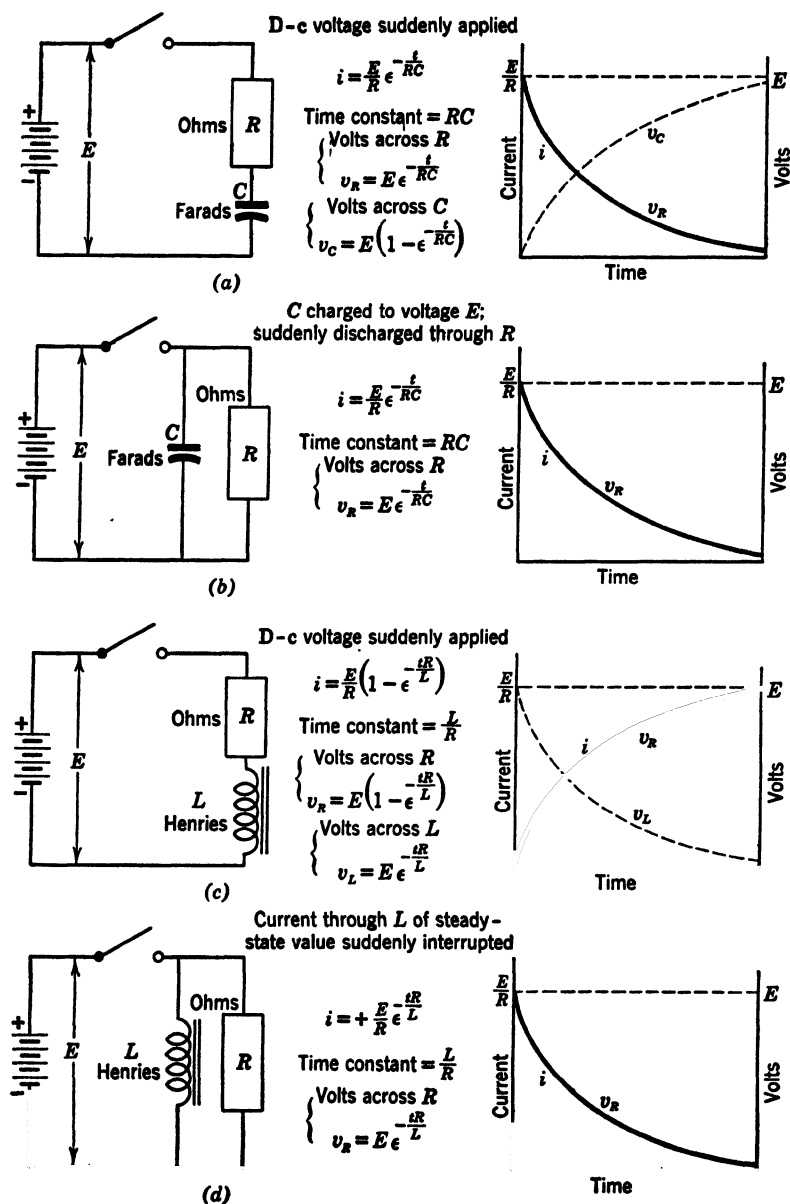 D-c voltage suddenly applied
+
-
E
Ohms
R
C
Farads
i = E/R ϵ^(-t/RC)
Time constant = RC
{ Volts across R
v_R = E ϵ^(-t/RC)
{ Volts across C
v_C = E(1 - ϵ^(-t/RC))
E/R
E
Current
Volts
i
v_C
v_R
Time
(a)
C charged to voltage E;
suddenly discharged through R
+
-
E
C
Farads
Ohms
R
i = E/R ϵ^(-t/RC)
Time constant = RC
{ Volts across R
v_R = E ϵ^(-t/RC)
E/R
E
Current
Volts
i
v_R
Time
(b)
D-c voltage suddenly applied
+
-
E
Ohms
R
L
Henries
i = E/R(1 - ϵ^(-tR/L))
Time constant = L/R
{ Volts across R
v_R = E(1 - ϵ^(-tR/L))
{ Volts across L
v_L = E ϵ^(-tR/L)
E/R
E
Current
Volts
i
v_R
v_L
Time
(c)
Current through L of steady-
state value suddenly interrupted
+
-
E
L
Henries
Ohms
R
i = + E/R ϵ^(-tR/L)
Time constant = L/R
{ Volts across R
v_R = E ϵ^(-tR/L)
E/R
E
Current
Volts
i
v_R
Time
(d)